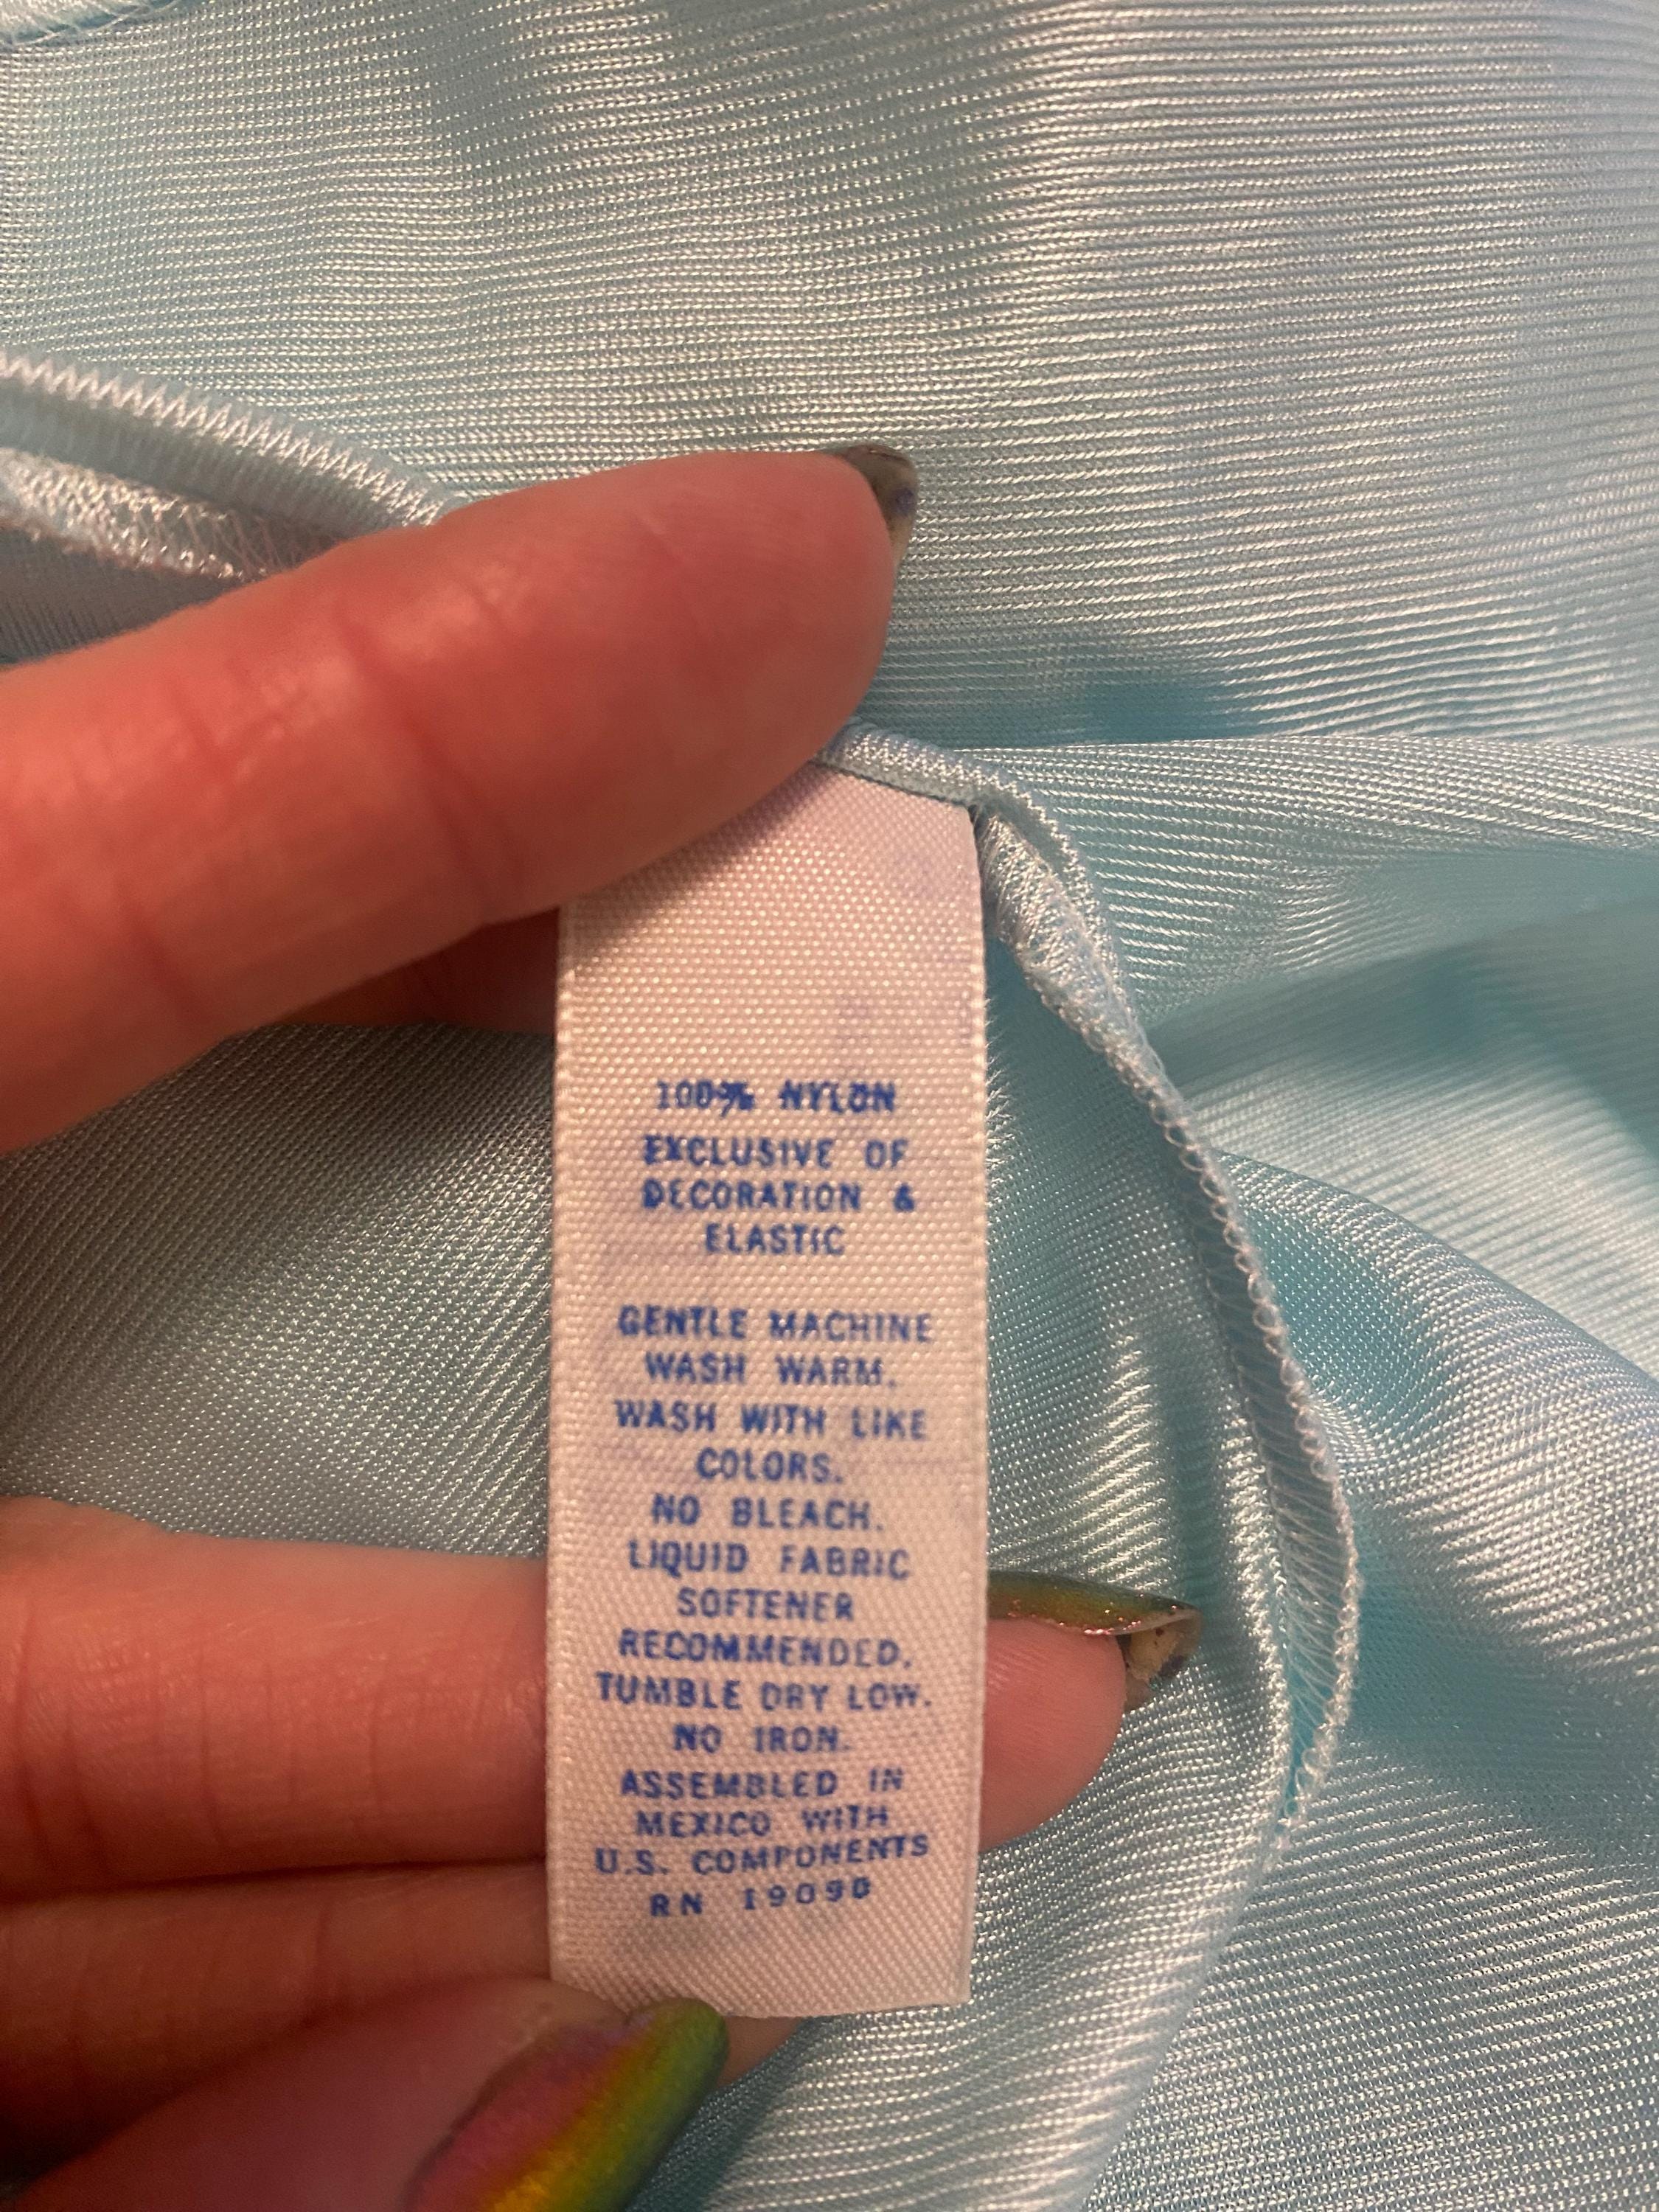 100% NYLON
EXCLUSIVE OF
DECORATION &
ELASTIC
GENTLE MACHINE
WASH WARM.
WASH WITH LIKE
COLORS.
NO BLEACH.
LIQUID FABRIC
SOFTENER
RECOMMENDED.
TUMBLE DRY LOW.
NO IRON.
ASSEMBLED IN
MEXICO WITH
U.S. COMPONENTS
RN 19090